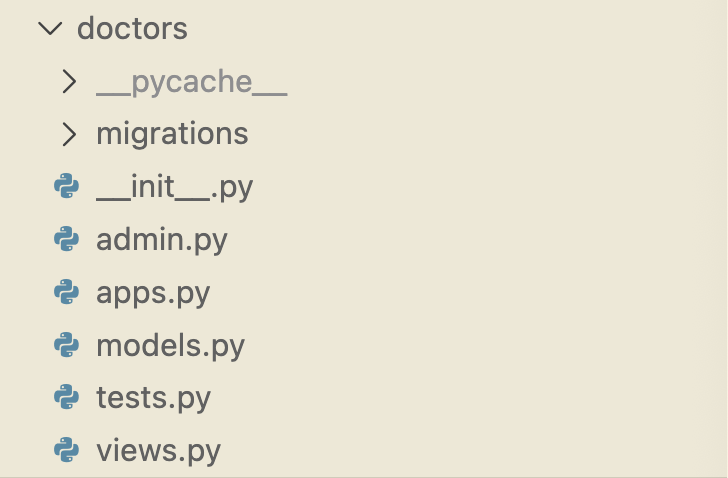 doctors
__pycache__
migrations
__init__.py
admin.py
apps.py
models.py
tests.py
views.py